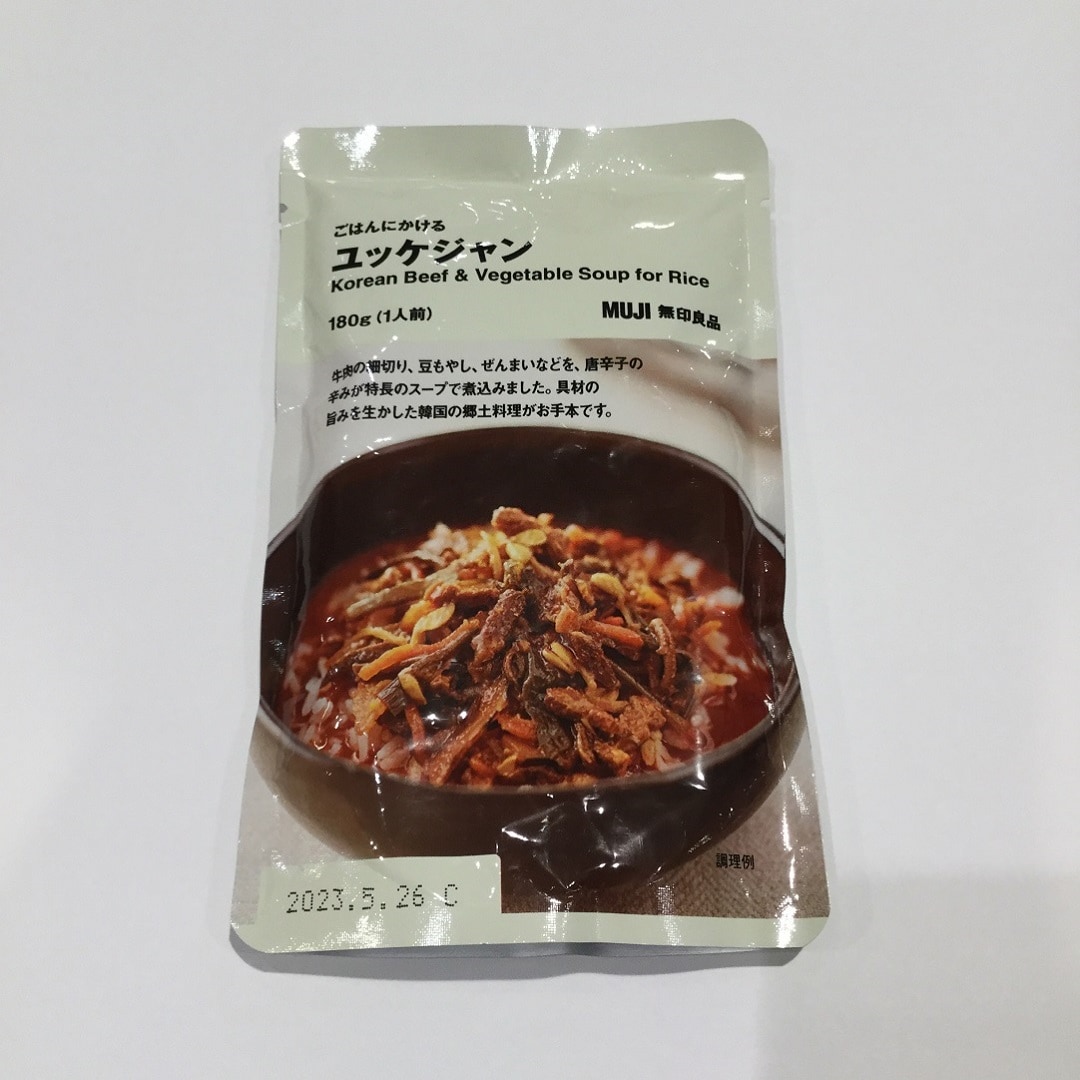 ごはんにかける
ユッケジャン
Korean Beef & Vegetable Soup for Rice
180g（1人前）
MUJI 無印良品
牛肉の細切り、豆もやし、ぜんまいなどを、唐辛子の
辛みが特長のスープで煮込みました。具材の
旨みを生かした韓国の郷土料理がお手本です。
調理例
2023.5.26 C